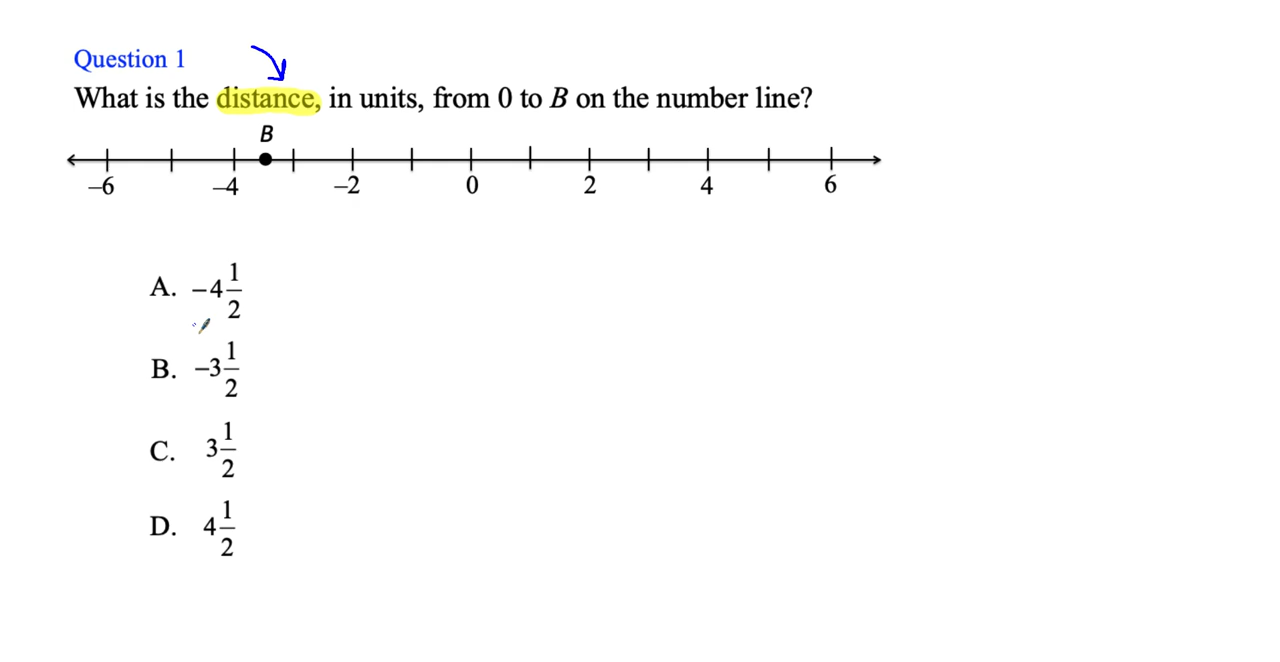 Question 1
What is the distance, in units, from 0 to B on the number line?
B
–6 –4 –2 0 2 4 6
A. –4 1/2
B. –3 1/2
C. 3 1/2
D. 4 1/2